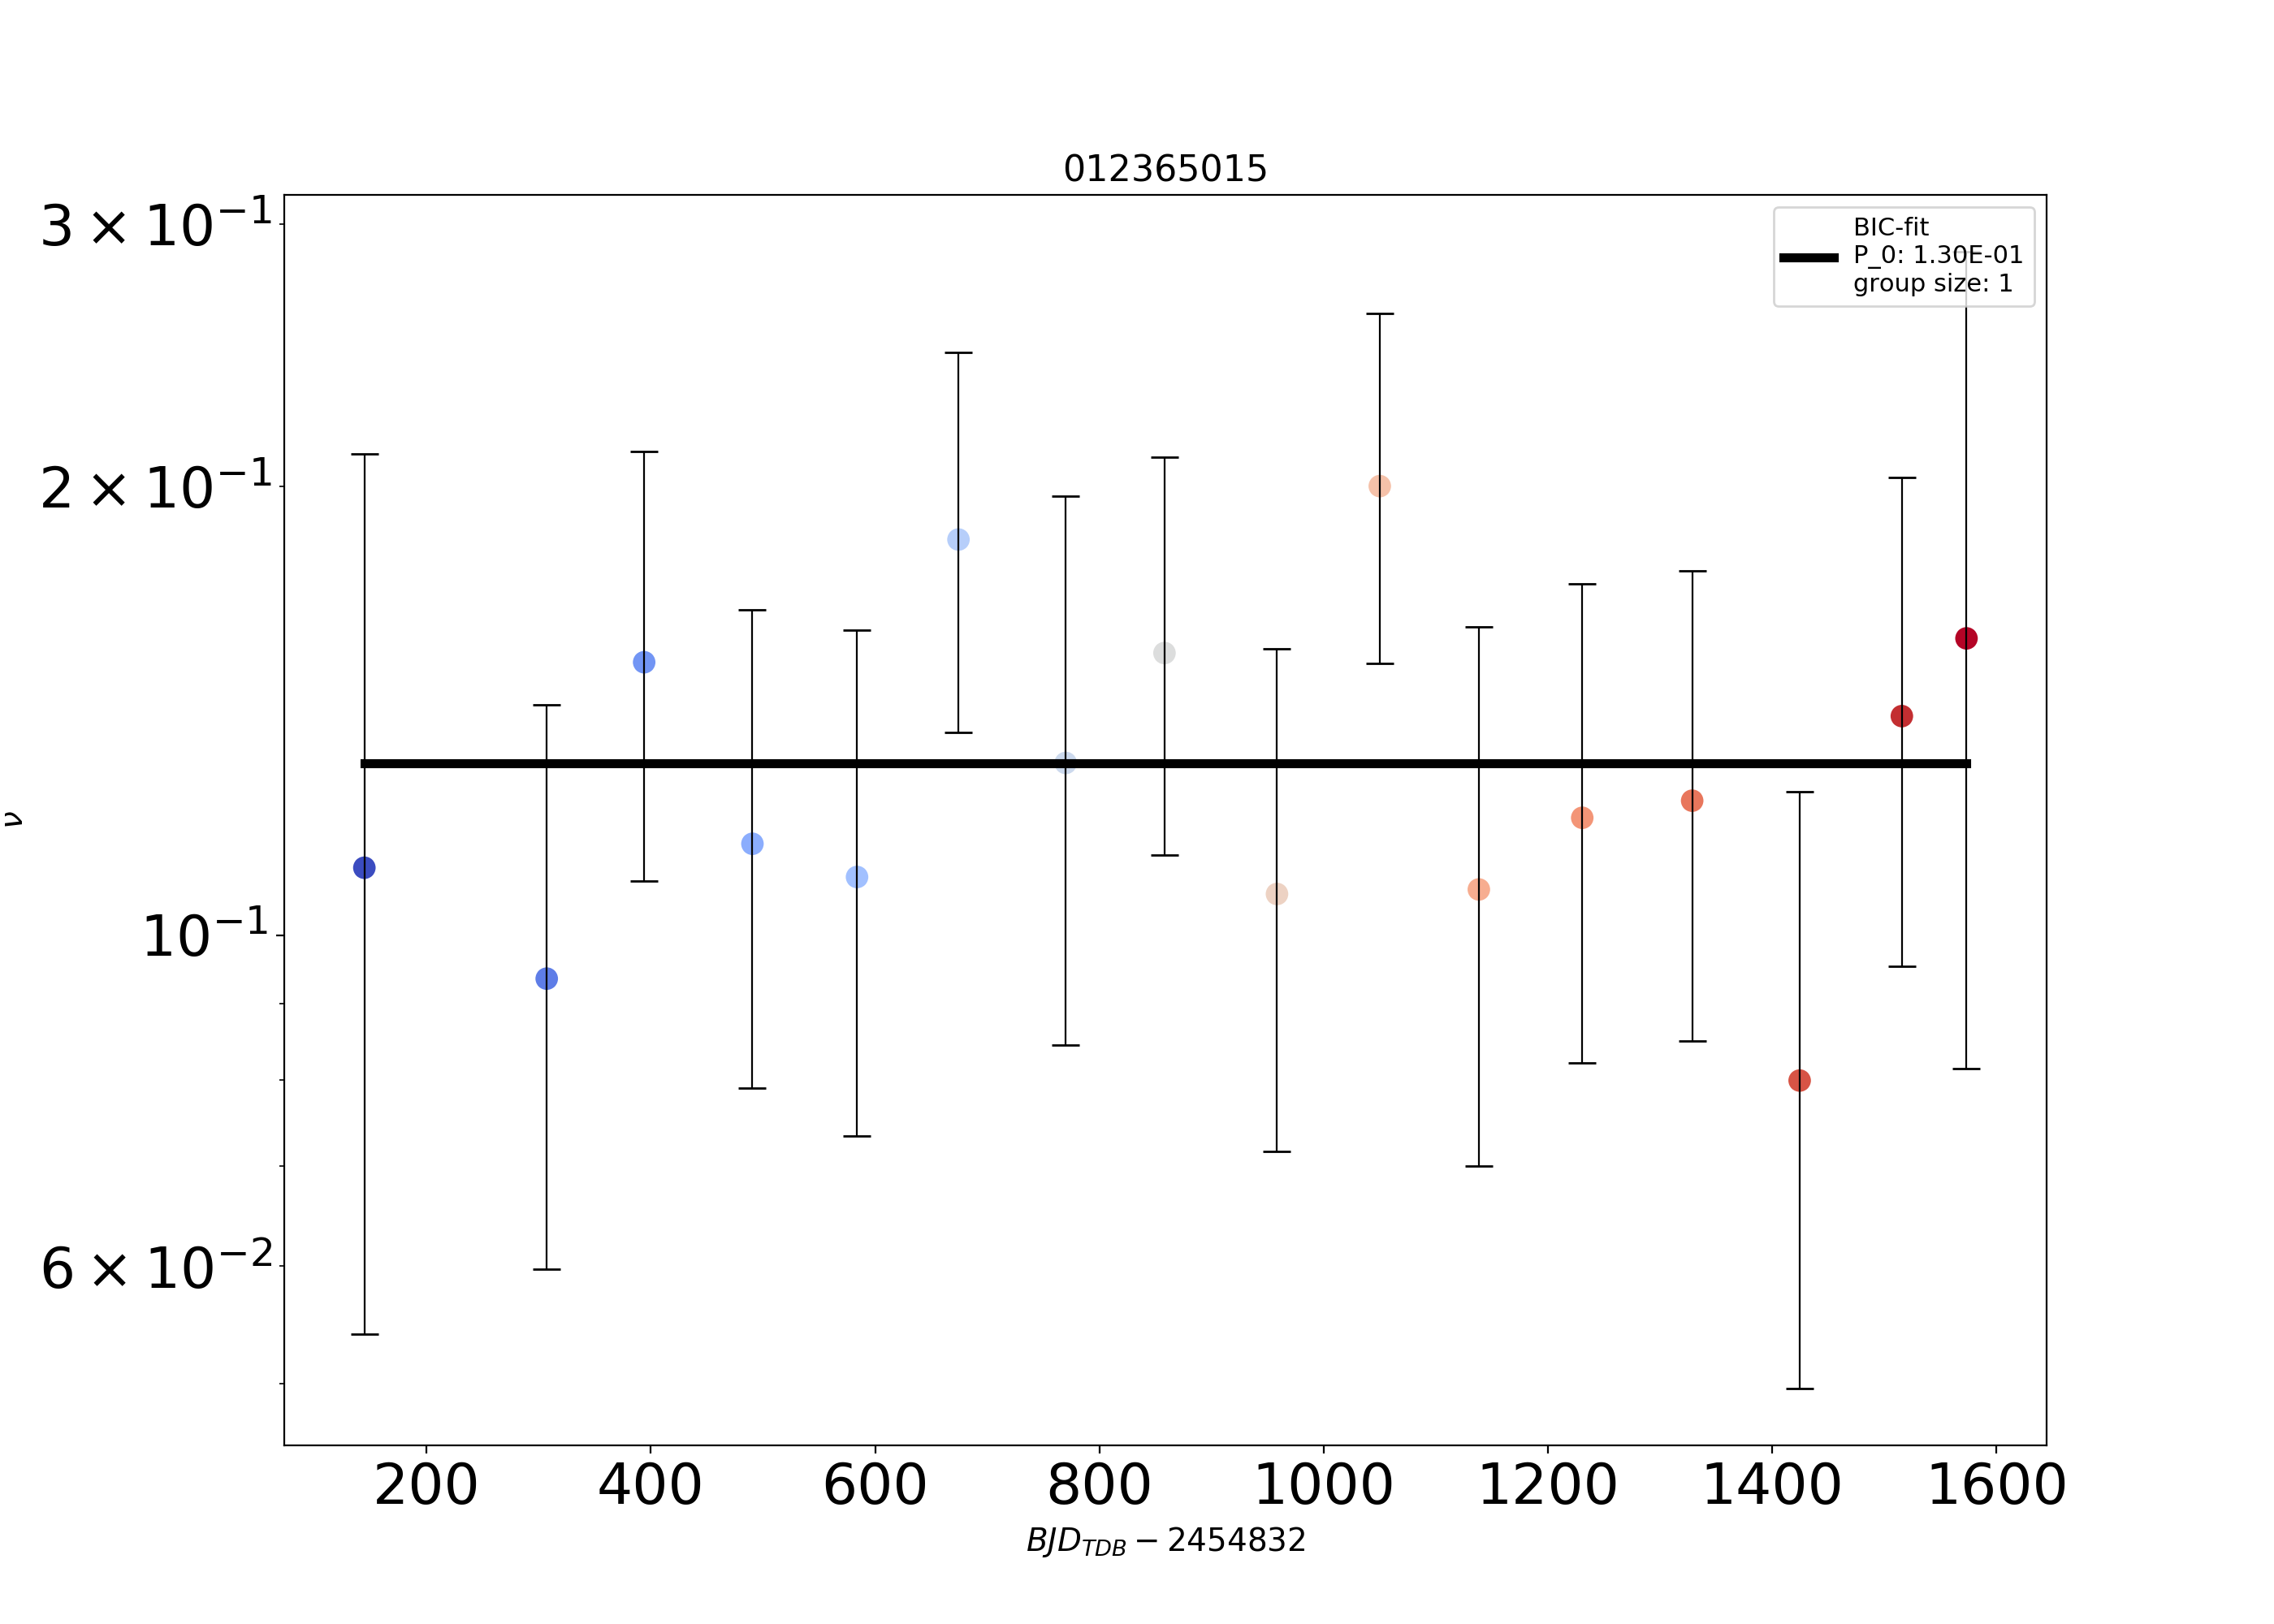 012365015
BIC-fit
P_0: 1.30E-01
group size: 1
3 × 10⁻¹
2 × 10⁻¹
10⁻¹
6 × 10⁻²
ν
200 400 600 800 1000 1200 1400 1600
BJD_TDB − 2454832